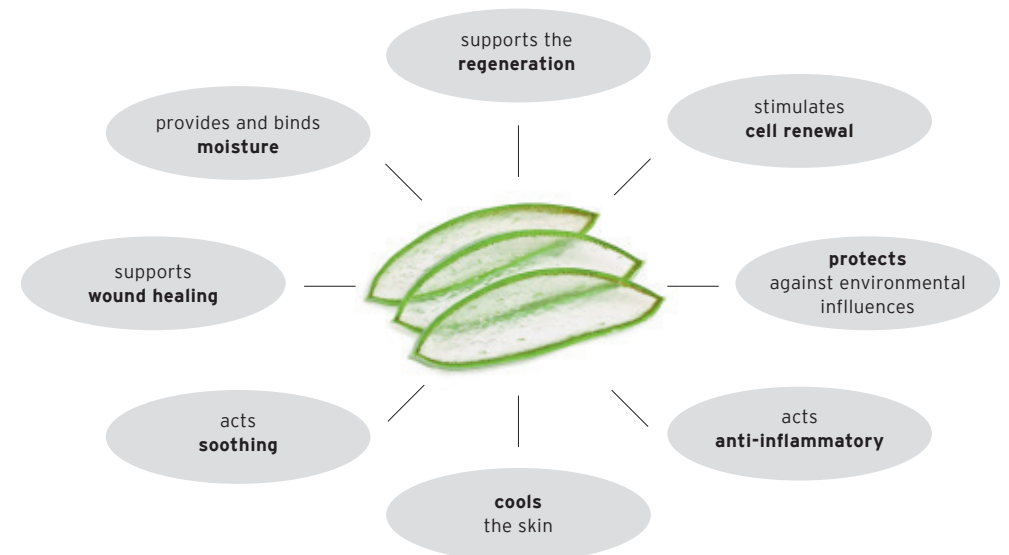 supports the
regeneration
stimulates
cell renewal
provides and binds
moisture
supports
wound healing
protects
against environmental
inflluences
acts
soothing
acts
anti-inflammatory
cools
the skin